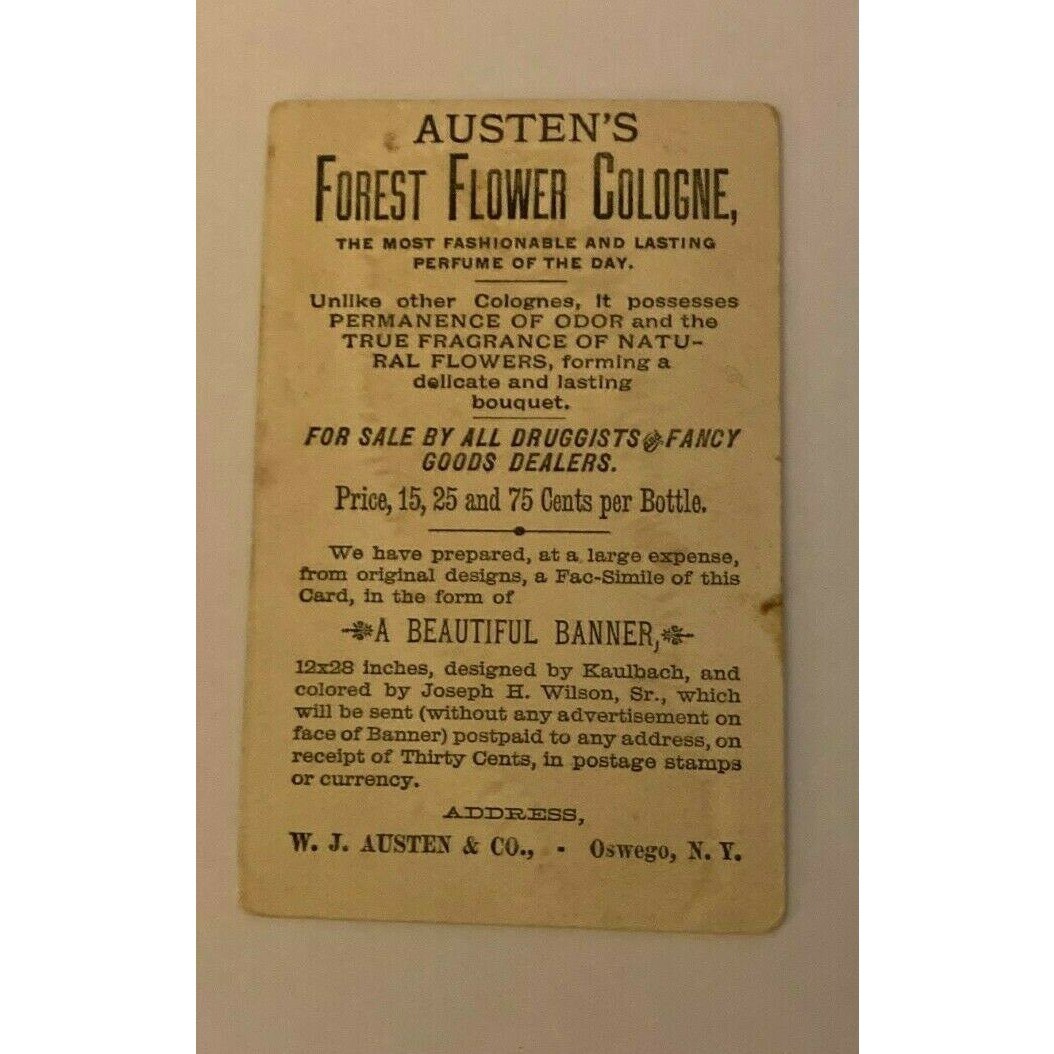 AUSTEN'S
FOREST FLOWER COLOGNE,
THE MOST FASHIONABLE AND LASTING
PERFUME OF THE DAY.
Unlike other Colognes, it possesses
PERMANENCE OF ODOR and the
TRUE FRAGRANCE OF NATU-
RAL FLOWERS, forming a
delicate and lasting
bouquet.
FOR SALE BY ALL DRUGGISTS & FANCY
GOODS DEALERS.
Price, 15, 25 and 75 Cents per Bottle.
We have prepared, at a large expense,
from original designs, a Fac-Simile of this
Card, in the form of
A BEAUTIFUL BANNER,
12x28 inches, designed by Kaulbach, and
colored by Joseph H. Wilson, Sr., which
will be sent (without any advertisement on
face of Banner) postpaid to any address, on
receipt of Thirty Cents, in postage stamps
or currency.
ADDRESS,
W. J. AUSTEN & CO., - Oswego, N. Y.